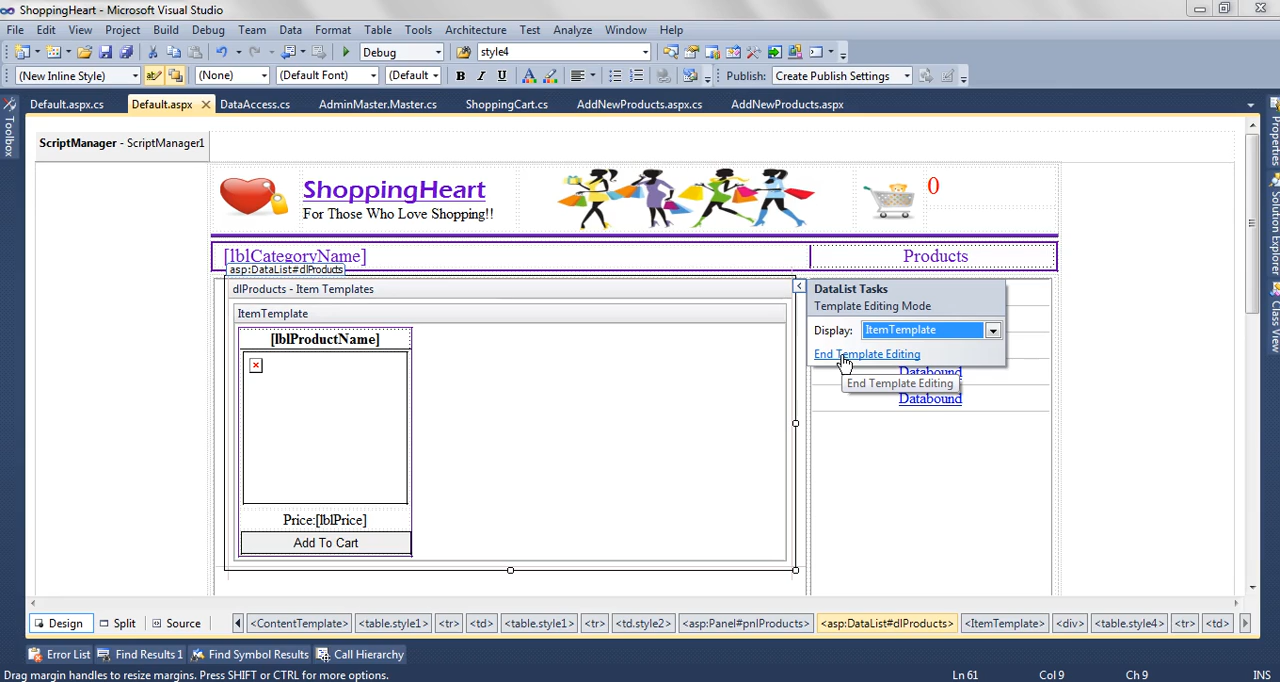 ShoppingHeart - Microsoft Visual Studio
File Edit View Project Build Debug Team Data Format Table Tools Architecture Test Analyze Window Help
Debug style4
(New Inline Style) (None) (Default Font) (Default B I U A Publish: Create Publish Settings
Default.aspx.cs Default.aspx DataAccess.cs AdminMaster.Master.cs ShoppingCart.cs AddNewProducts.aspx.cs AddNewProducts.aspx
Toolbox
Properties
Solution Explorer
Class View
ScriptManager - ScriptManager1
ShoppingHeart
For Those Who Love Shopping!!
0
[lblCategoryName] Products
asp:DataList#dlProducts
dlProducts - Item Templates
ItemTemplate
[lblProductName]
Price:[lblPrice]
Add To Cart
DataList Tasks
Template Editing Mode
Display: ItemTemplate
End Template Editing
End Template Editing
Databound
Databound
Design Split Source <ContentTemplate> <table.style1> <tr> <td> <table.style1> <tr> <td.style2> <asp:Panel#pnlProducts> <asp:DataList#dlProducts> <ItemTemplate> <div> <table.style4> <tr> <td>
Error List Find Results 1 Find Symbol Results Call Hierarchy
Drag margin handles to resize margins. Press SHIFT or CTRL for more options. Ln 61 Col 9 Ch 9 INS